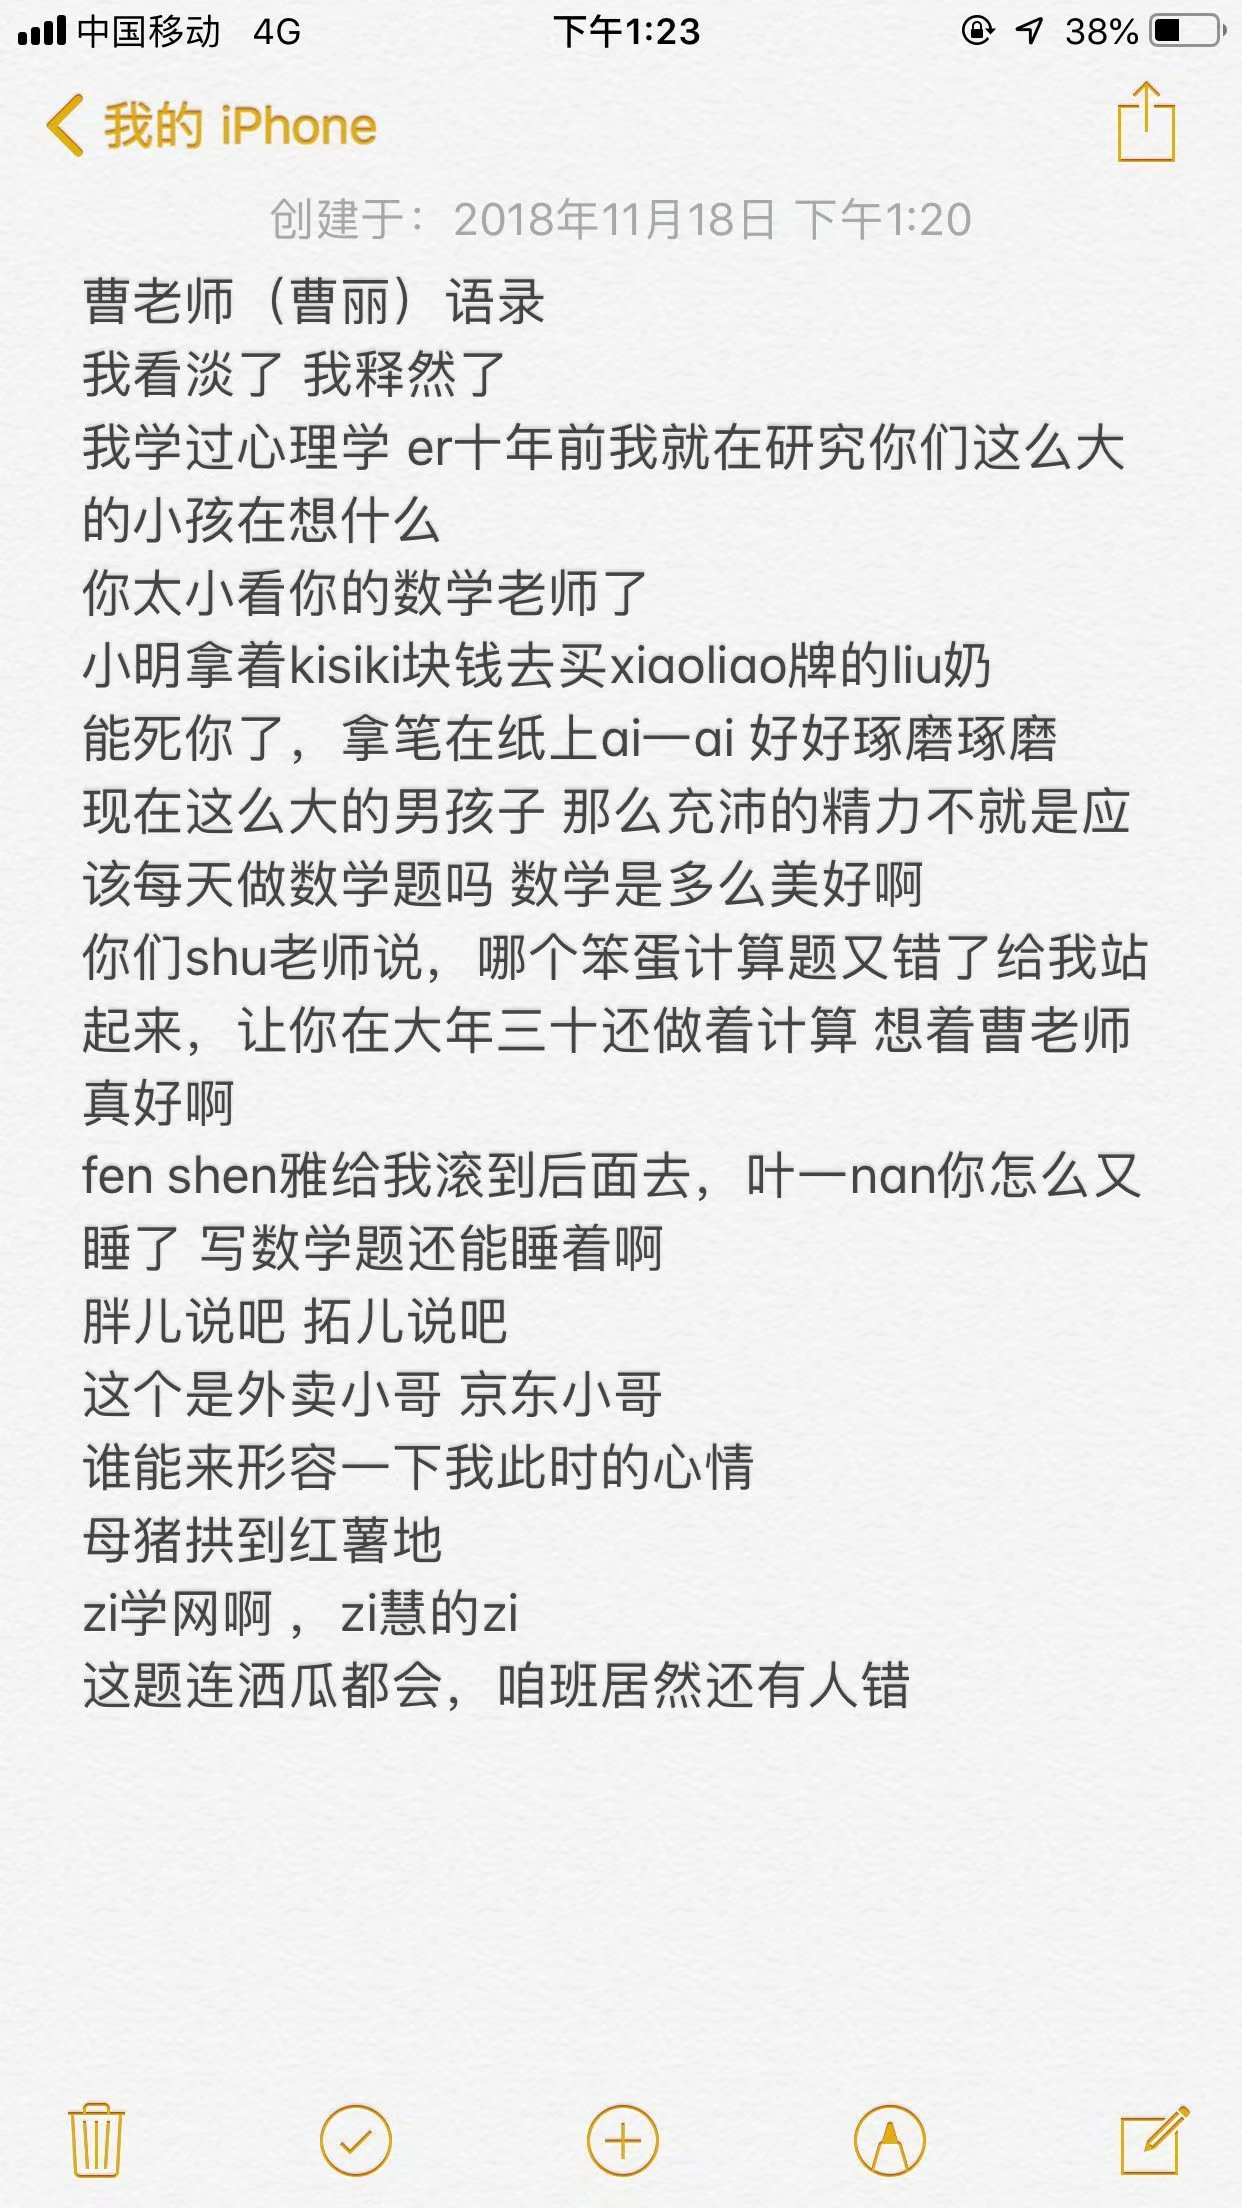 中国移动 4G 下午1:23 38%
我的 iPhone
创建于：2018年11月18日 下午1:20
曹老师（曹丽）语录
我看淡了 我释然了
我学过心理学 er十年前我就在研究你们这么大
的小孩在想什么
你太小看你的数学老师了
小明拿着kisiki块钱去买xiaoliao牌的liu奶
能死你了，拿笔在纸上ai一ai 好好琢磨琢磨
现在这么大的男孩子 那么充沛的精力不就是应
该每天做数学题吗 数学是多么美好啊
你们shu老师说，哪个笨蛋计算题又错了给我站
起来，让你在大年三十还做着计算 想着曹老师
真好啊
fen shen雅给我滚到后面去，叶一nan你怎么又
睡了 写数学题还能睡着啊
胖儿说吧 拓儿说吧
这个是外卖小哥 京东小哥
谁能来形容一下我此时的心情
母猪拱到红薯地
zi学网啊 ，zi慧的zi
这题连洒瓜都会，咱班居然还有人错